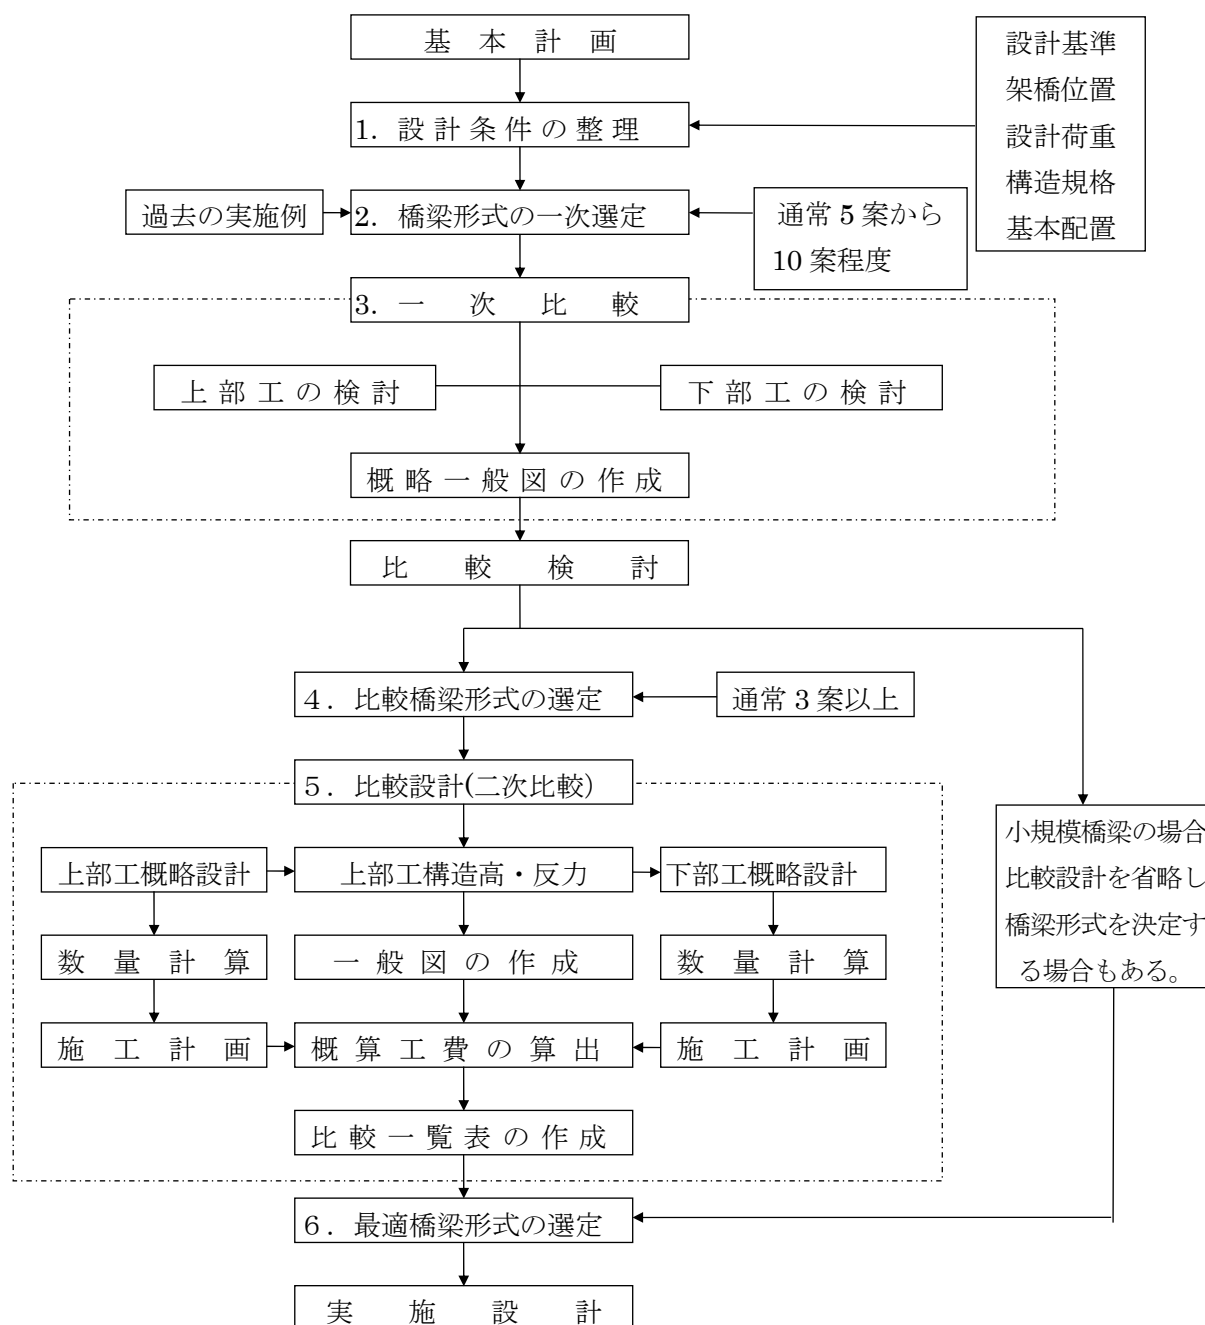 基本計画
設計基準
架橋位置
設計荷重
構造規格
基本配置
1. 設計条件の整理
過去の実施例
2. 橋梁形式の一次選定
通常 5 案から
10 案程度
3. 一次比較
上部工の検討
下部工の検討
概略一般図の作成
比較検討
4. 比較橋梁形式の選定
通常 3 案以上
5. 比較設計(二次比較)
小規模橋梁の場合
比較設計を省略し
橋梁形式を決定す
る場合もある。
上部工概略設計
上部工構造高・反力
下部工概略設計
数量計算
一般図の作成
数量計算
施工計画
概算工費の算出
施工計画
比較一覧表の作成
6. 最適橋梁形式の選定
実施設計